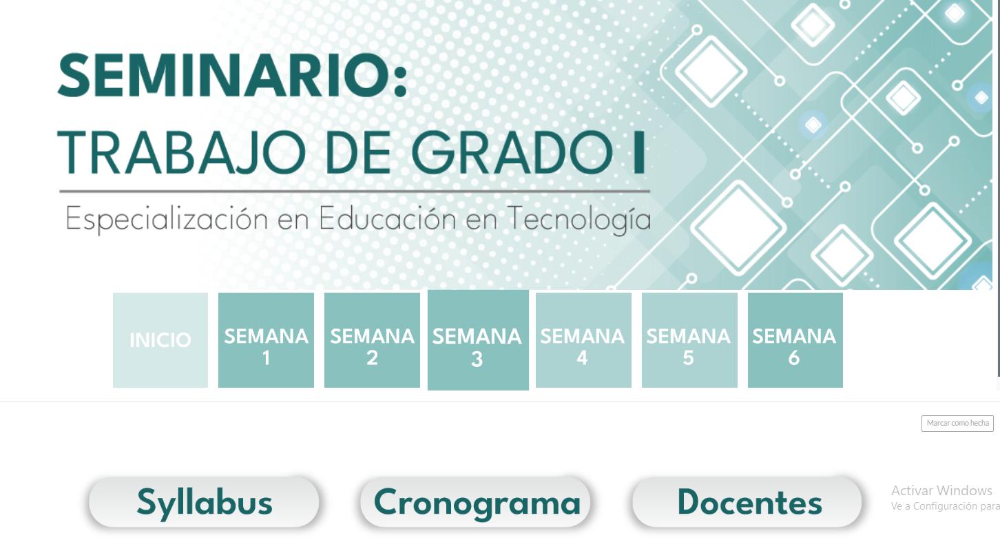 SEMINARIO:
TRABAJO DE GRADO I
Especialización en Educación en Tecnología
INICIO
SEMANA
1
SEMANA
2
SEMANA
3
SEMANA
4
SEMANA
5
SEMANA
6
Marcar como hecha
Syllabus
Cronograma
Docentes
Activar Windows
Ve a Configuración para